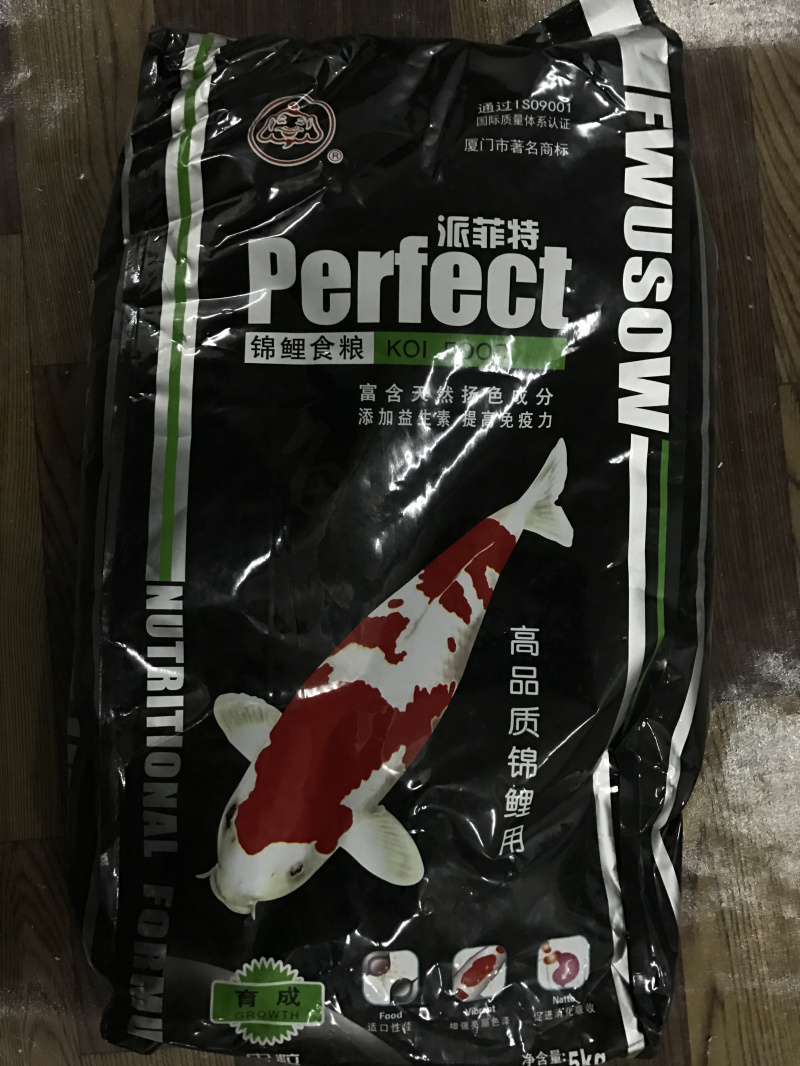 通过ISO9001
国际质量体系认证
厦门市著名商标
®
FWUSOW
派菲特
Perfect
锦鲤食粮 KOI FOOD
富含天然扬色成分
添加益生素 提高免疫力
高品质锦鲤用
NUTRITIONAL FORMU
育成
GROWTH
Food
适口性佳
Vibrant
增强亮丽色泽
Natto
促进消化吸收
净含量:5kg